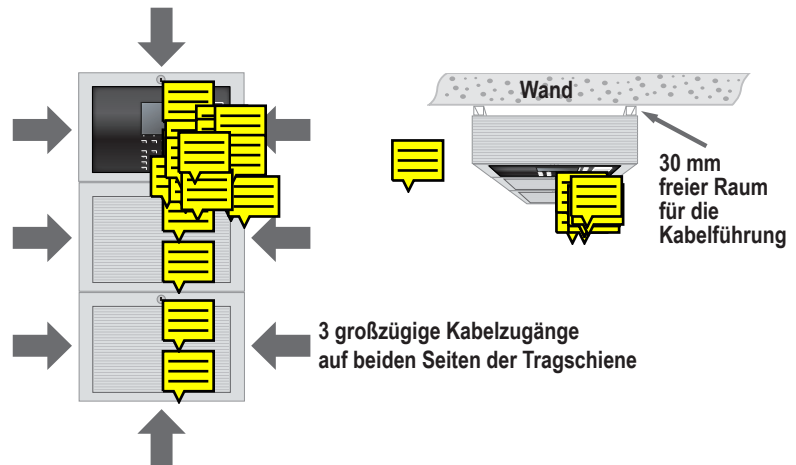 Wand
30 mm
freier Raum
für die
Kabelführung
3 großzügige Kabelzugänge
auf beiden Seiten der Tragschiene